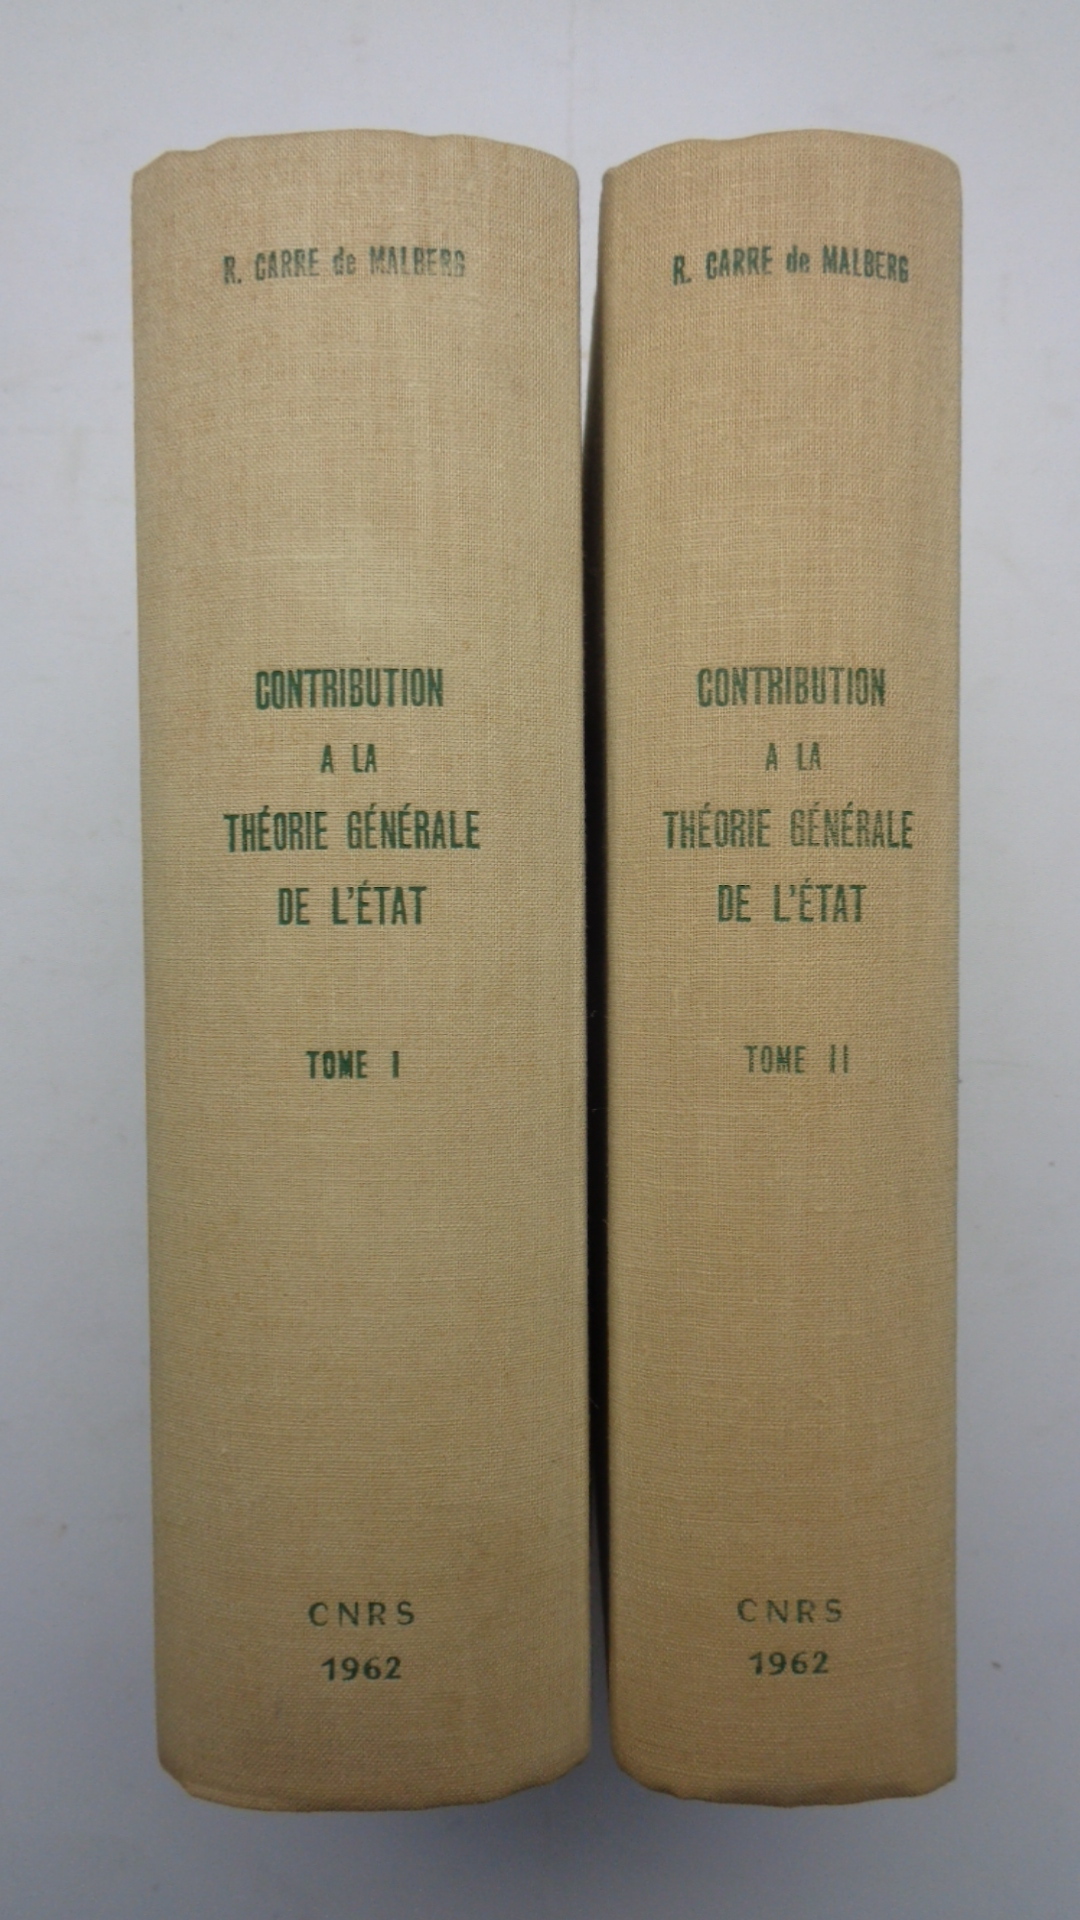 R. CARRE de MALBERG
CONTRIBUTION
A LA
THÉORIE GÉNÉRALE
DE L'ÉTAT
TOME I
CNRS
1962
R. CARRE de MALBERG
CONTRIBUTION
A LA
THÉORIE GÉNÉRALE
DE L'ÉTAT
TOME II
CNRS
1962